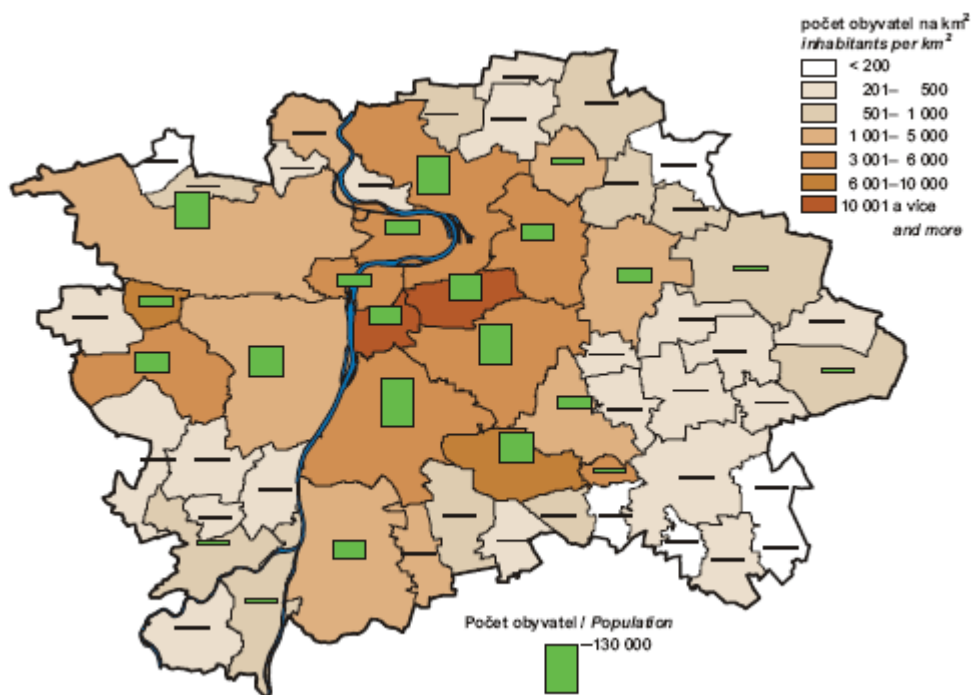 počet obyvatel na km²
inhabitants per km²
< 200
201– 500
501– 1 000
1 001– 5 000
3 001– 6 000
6 001–10 000
10 001 a více
and more
Počet obyvatel / Population
130 000